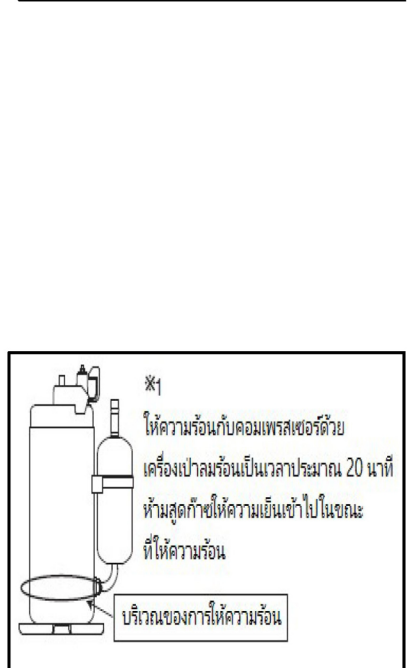 ※1
ให้ความร้อนกับคอมเพรสเซอร์ด้วย
เครื่องเป่าลมร้อนเป็นเวลาประมาณ 20 นาที
ห้ามสูดก๊าซให้ความเย็นเข้าไปในขณะ
ที่ให้ความร้อน
บริเวณของการให้ความร้อน